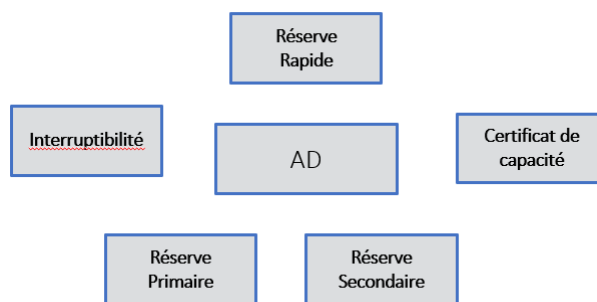 Réserve
Rapide
Interruptibilité
AD
Certificat de
capacité
Réserve
Primaire
Réserve
Secondaire